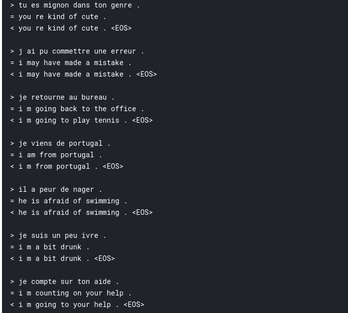 > tu es mignon dans ton genre .
= you re kind of cute .
< you re kind of cute . <EOS>
> j ai pu commettre une erreur .
= i may have made a mistake .
< i may have made a mistake . <EOS>
> je retourne au bureau .
= i m going back to the office .
< i m going to play tennis . <EOS>
> je viens de portugal .
= i am from portugal .
< i m from portugal . <EOS>
> il a peur de nager .
= he is afraid of swimming .
< he is afraid of swimming . <EOS>
> je suis un peu ivre .
= i m a bit drunk .
< i m a bit drunk . <EOS>
> je compte sur ton aide .
= i m counting on your help .
< i m going to your help . <EOS>